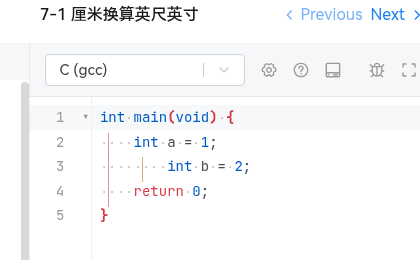 7-1 厘米换算英尺英寸
Previous Next
C (gcc)
1 int main(void) {
2 int a = 1;
3 int b = 2;
4 return 0;
5 }